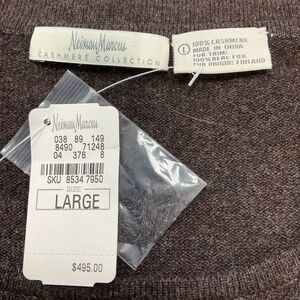 Neiman Marcus
CASHMERE COLLECTION
L
100% CASHMERE
MADE IN CHINA
FUR TRIM:
100% REAL FOX
FUR ORIGIN: FINLAND
Neiman Marcus
038 89 149
8490 71248
04 376 8
SKU 8534 7950
SIZE
LARGE
$495.00